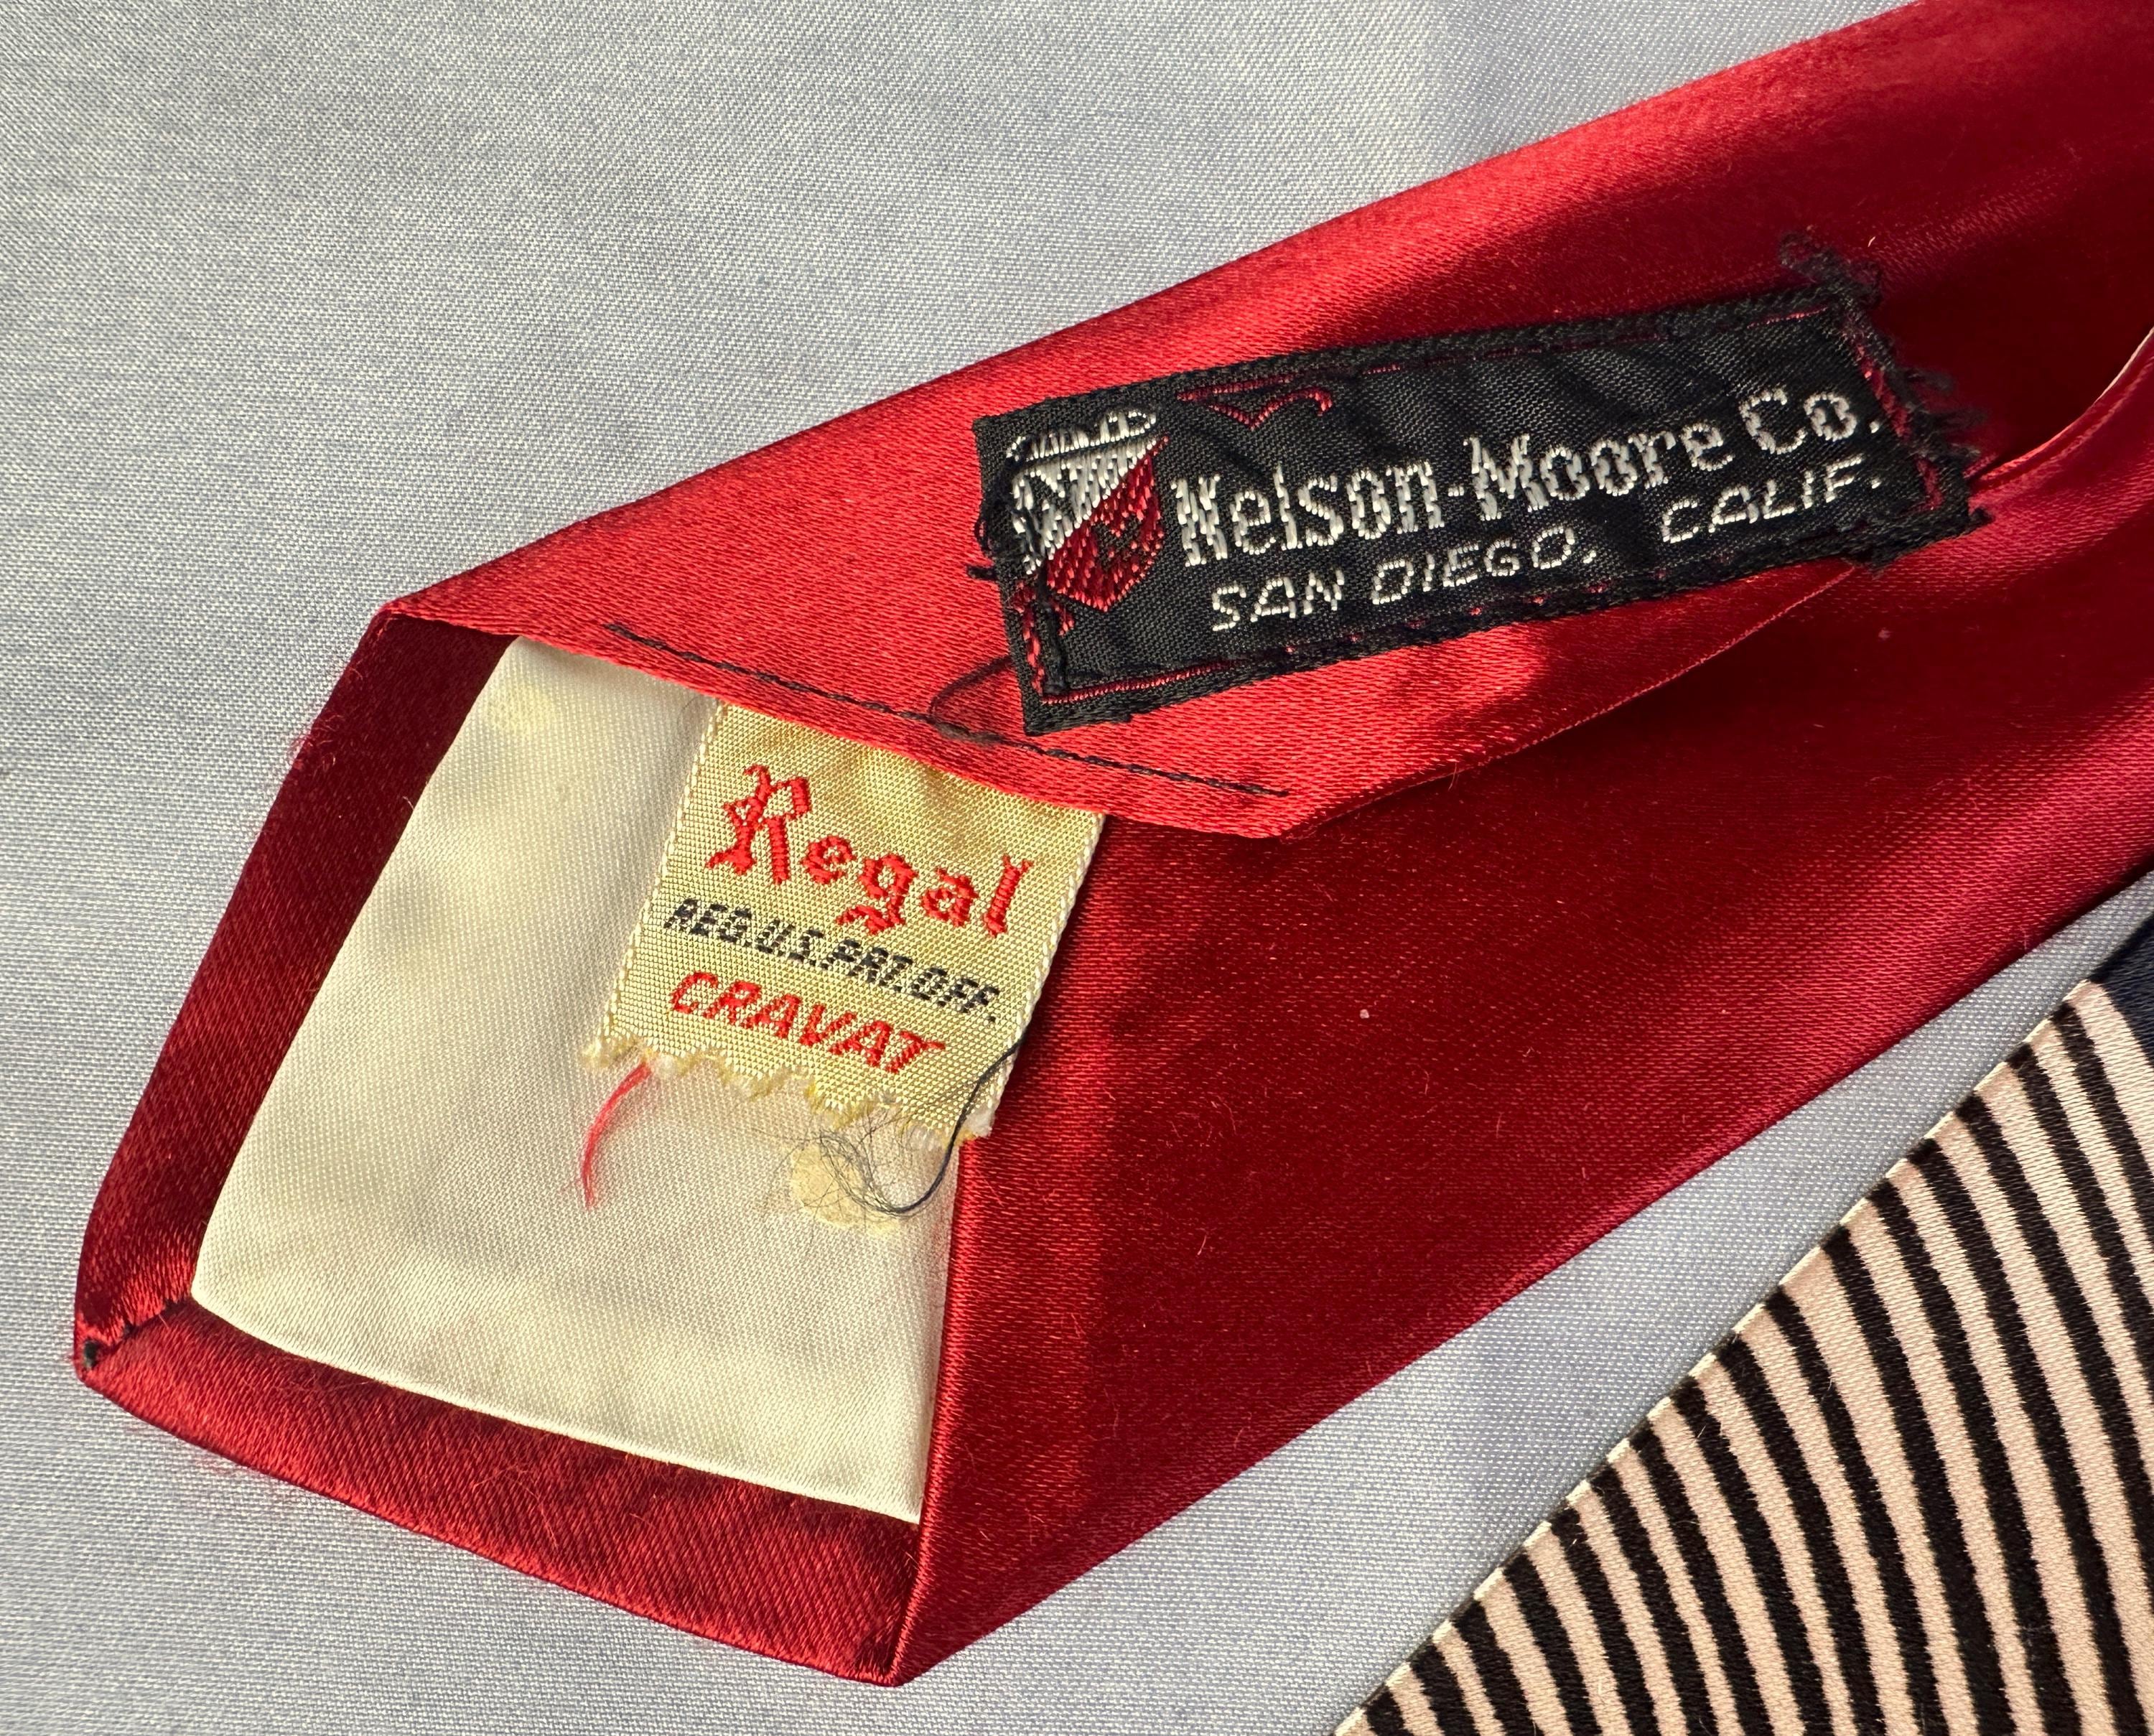 Nelson-Moore Co.
SAN DIEGO, CALIF.
Regal
REG.U.S.PAT.OFF.
CRAVAT